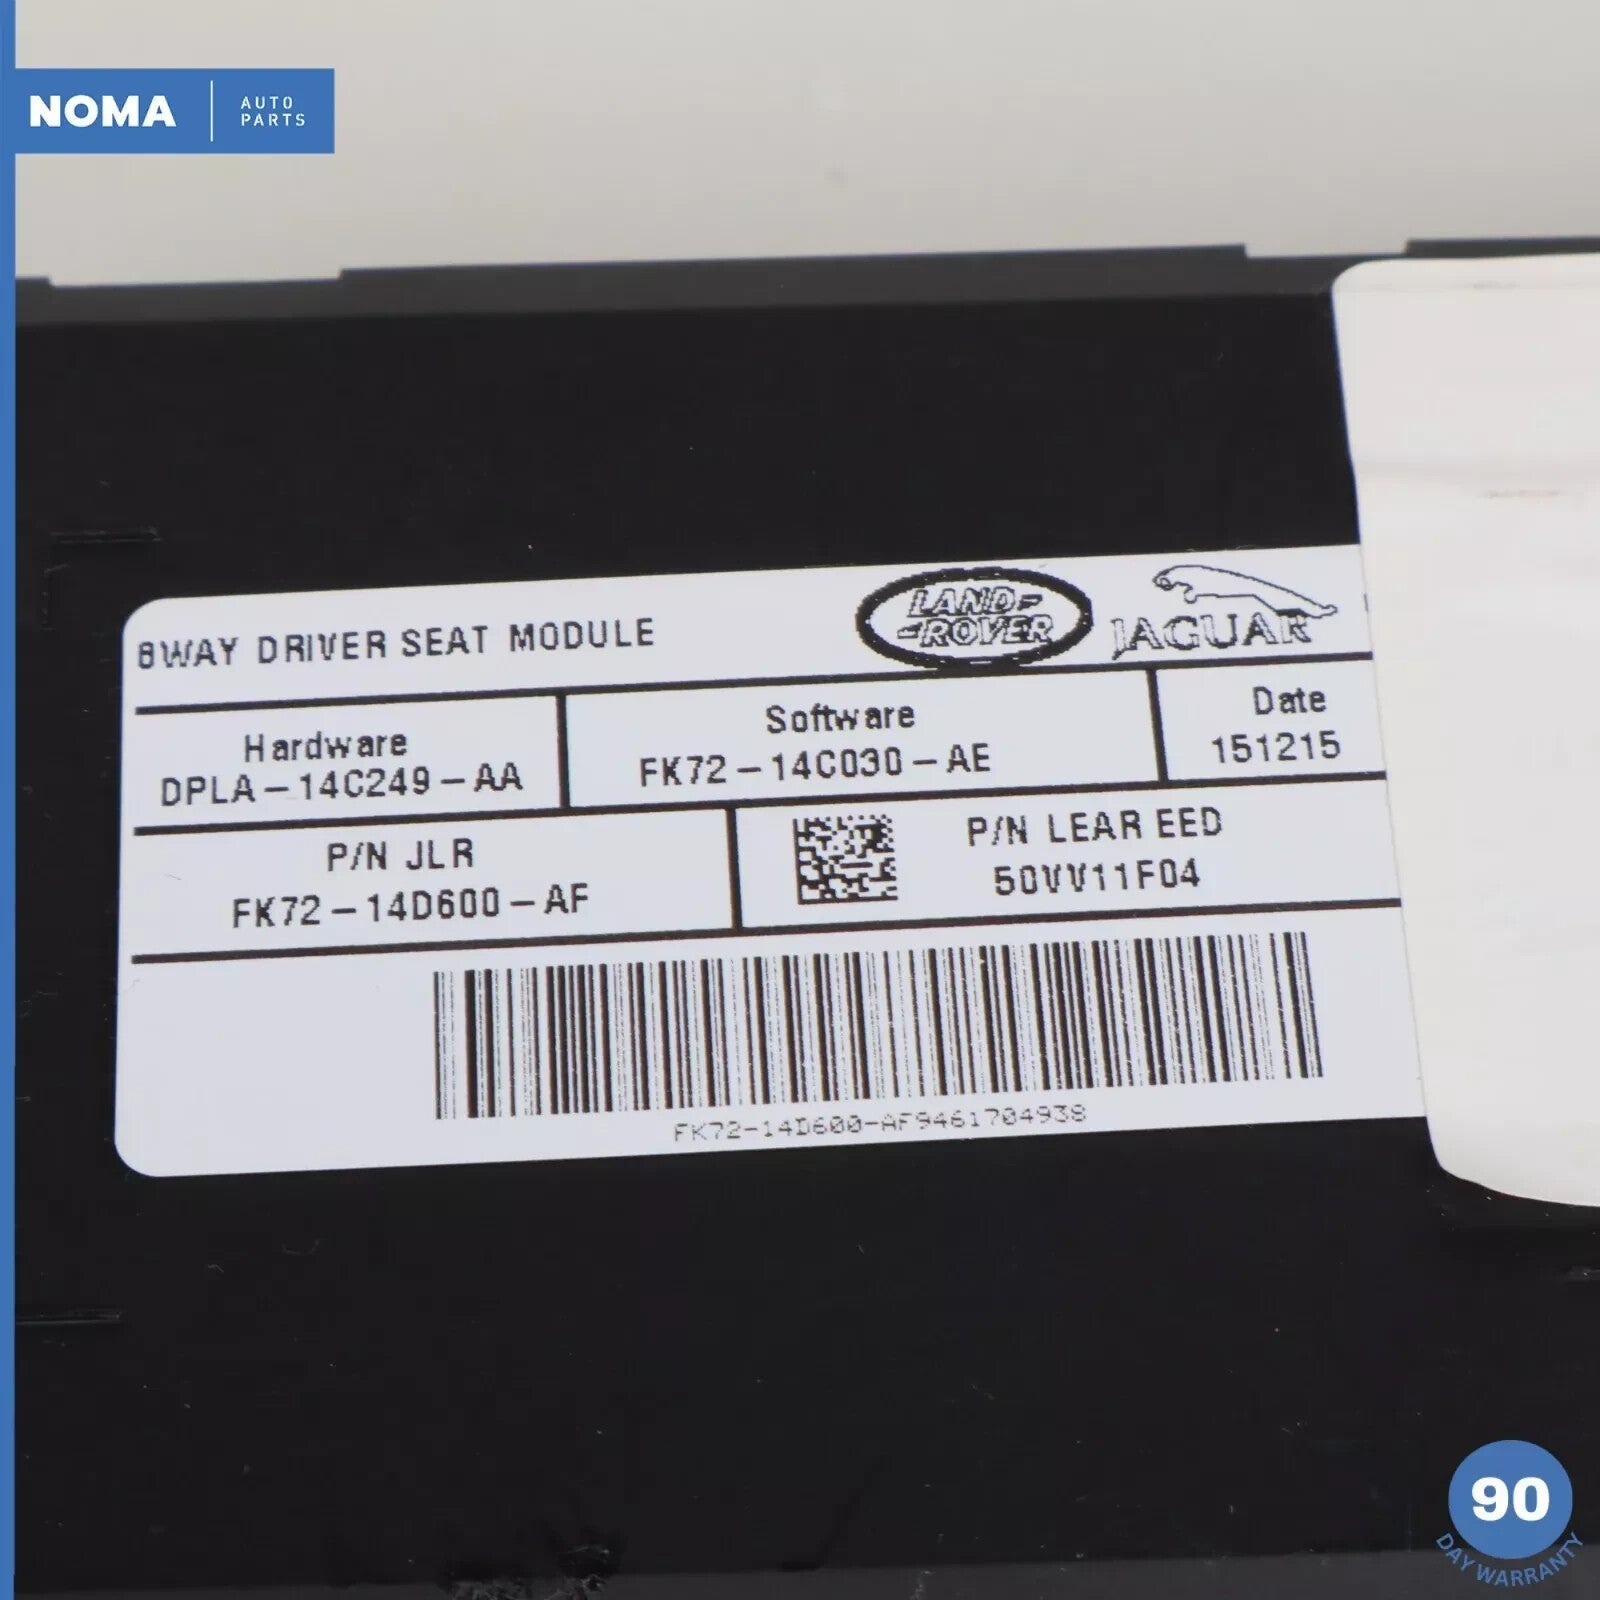 NOMA
AUTO
PARTS
8WAY DRIVER SEAT MODULE
LAND-
-ROVER
JAGUAR
Hardware
DPLA-14C249-AA
Software
FK72-14C030-AE
Date
151215
P/N JLR
FK72-14D600-AF
P/N LEAR EED
50VV11F04
FK72-14D600-AF9461704938
90
DAY WARRANTY